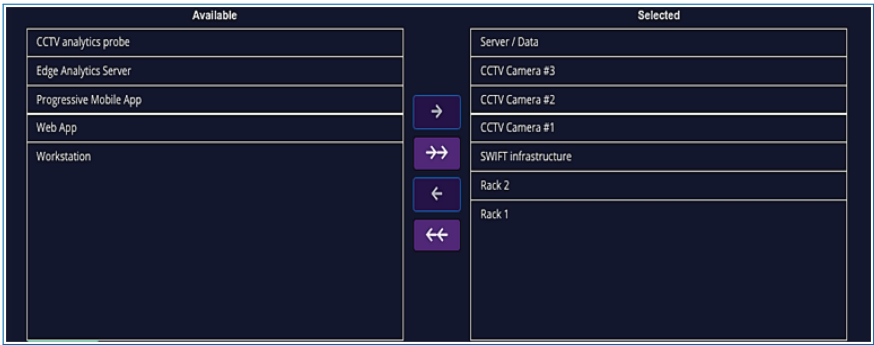 Available
CCTV analytics probe
Edge Analytics Server
Progressive Mobile App
Web App
Workstation
Selected
Server / Data
CCTV Camera #3
CCTV Camera #2
CCTV Camera #1
SWIFT infrastructure
Rack 2
Rack 1